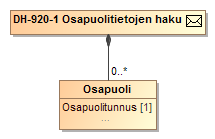 DH-920-1 Osapuolitietojen haku
0..*
Osapuoli
Osapuolitunnus [1]
...